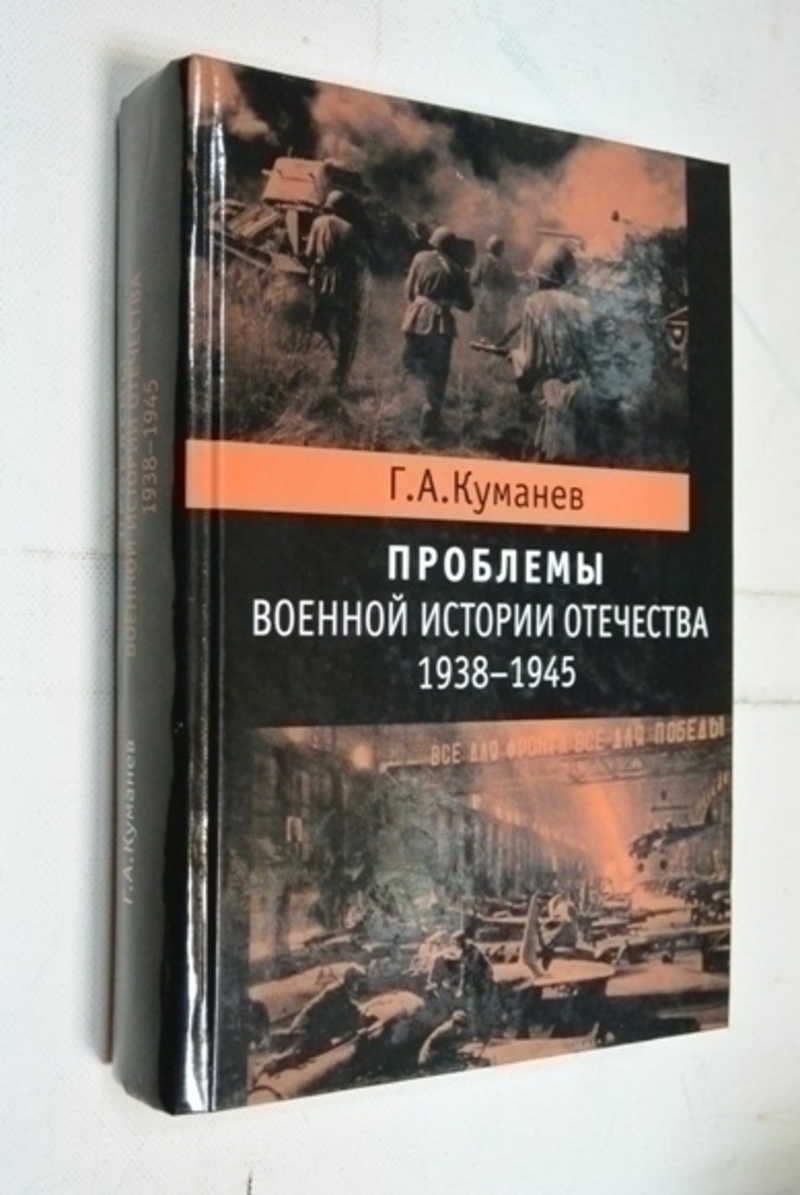 Г.А.Куманев
ПРОБЛЕМЫ
ВОЕННОЙ ИСТОРИИ ОТЕЧЕСТВА
1938–1945
ВСЕ ДЛЯ ФРОНТА ВСЕ ДЛЯ ПОБЕДЫ
Г.А.Куманев
ВОЕННОЙ ИСТОРИИ ОТЕЧЕСТВА
1938–1945